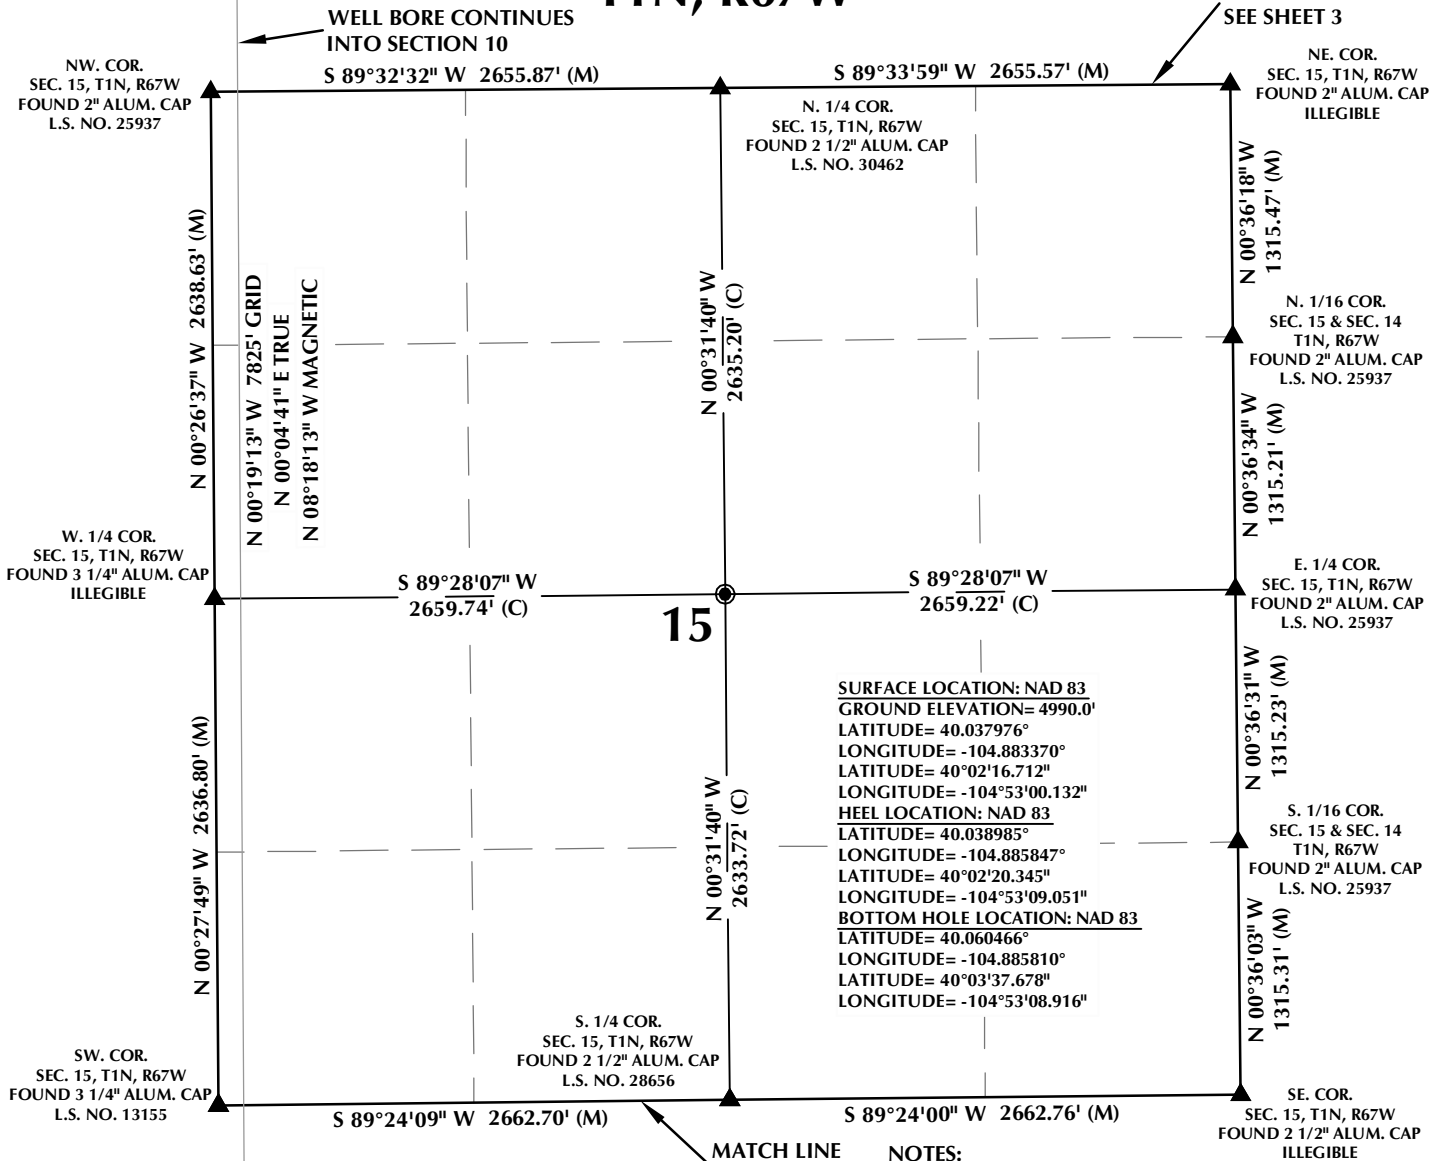 T1N, R67W
WELL BORE CONTINUES
INTO SECTION 10
SEE SHEET 3
NW. COR.
SEC. 15, T1N, R67W
FOUND 2" ALUM. CAP
L.S. NO. 25937
S 89°32'32" W 2655.87' (M)
S 89°33'59" W 2655.57' (M)
NE. COR.
SEC. 15, T1N, R67W
FOUND 2" ALUM. CAP
ILLEGIBLE
N. 1/4 COR.
SEC. 15, T1N, R67W
FOUND 2 1/2" ALUM. CAP
L.S. NO. 30462
N 00°26'37" W 2638.63' (M)
N 00°19'13" W 7825' GRID
N 00°04'41" E TRUE
N 08°18'13" W MAGNETIC
N 00°31'40" W
2635.20' (C)
N 00°36'18" W
1315.47' (M)
N. 1/16 COR.
SEC. 15 & SEC. 14
T1N, R67W
FOUND 2" ALUM. CAP
L.S. NO. 25937
N 00°36'34" W
1315.21' (M)
W. 1/4 COR.
SEC. 15, T1N, R67W
FOUND 3 1/4" ALUM. CAP
ILLEGIBLE
S 89°28'07" W
2659.74' (C)
15
S 89°28'07" W
2659.22' (C)
E. 1/4 COR.
SEC. 15, T1N, R67W
FOUND 2" ALUM. CAP
L.S. NO. 25937
N 00°27'49" W 2636.80' (M)
N 00°31'40" W
2633.72' (C)
SURFACE LOCATION: NAD 83
GROUND ELEVATION= 4990.0'
LATITUDE= 40.037976°
LONGITUDE= -104.883370°
LATITUDE= 40°02'16.712"
LONGITUDE= -104°53'00.132"
HEEL LOCATION: NAD 83
LATITUDE= 40.038985°
LONGITUDE= -104.885847°
LATITUDE= 40°02'20.345"
LONGITUDE= -104°53'09.051"
BOTTOM HOLE LOCATION: NAD 83
LATITUDE= 40.060466°
LONGITUDE= -104.885810°
LATITUDE= 40°03'37.678"
LONGITUDE= -104°53'08.916"
N 00°36'31" W
1315.23' (M)
S. 1/16 COR.
SEC. 15 & SEC. 14
T1N, R67W
FOUND 2" ALUM. CAP
L.S. NO. 25937
N 00°36'03" W
1315.31' (M)
SW. COR.
SEC. 15, T1N, R67W
FOUND 3 1/4" ALUM. CAP
L.S. NO. 13155
S. 1/4 COR.
SEC. 15, T1N, R67W
FOUND 2 1/2" ALUM. CAP
L.S. NO. 28656
S 89°24'09" W 2662.70' (M)
S 89°24'00" W 2662.76' (M)
SE. COR.
SEC. 15, T1N, R67W
FOUND 2 1/2" ALUM. CAP
ILLEGIBLE
MATCH LINE
NOTES: